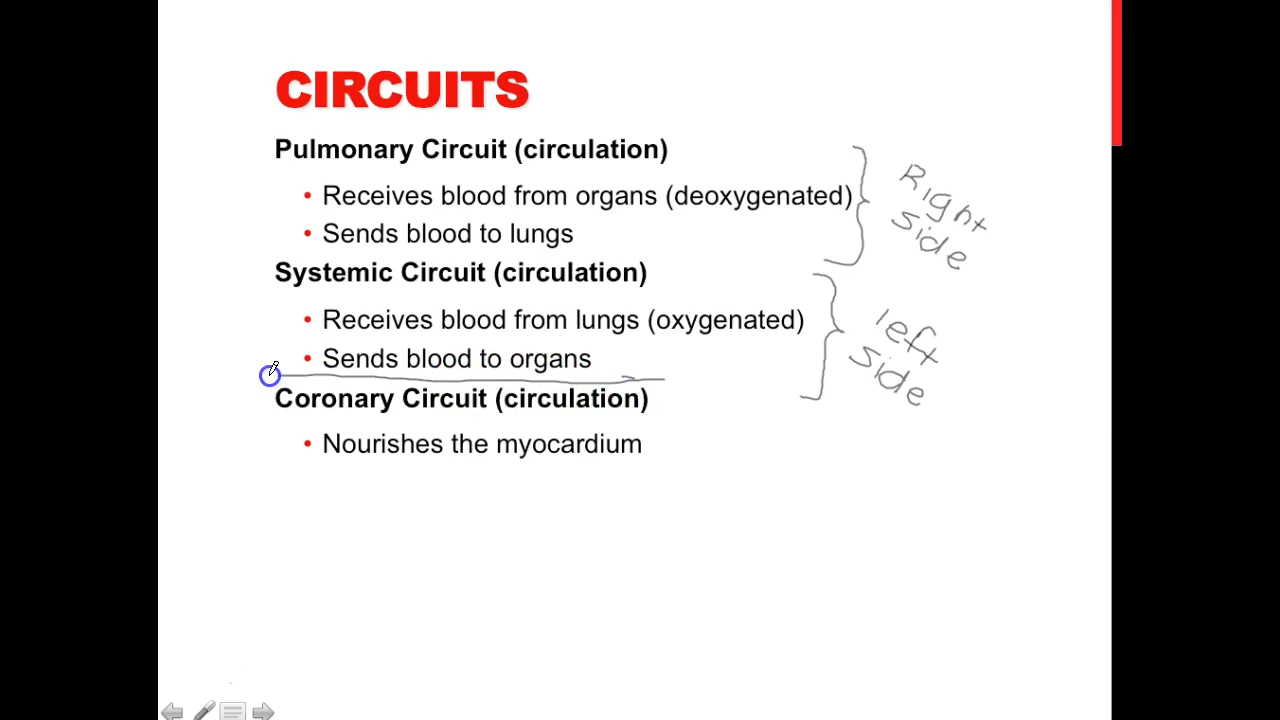 CIRCUITS
Pulmonary Circuit (circulation)
• Receives blood from organs (deoxygenated)
• Sends blood to lungs
Right
side
Systemic Circuit (circulation)
• Receives blood from lungs (oxygenated)
• Sends blood to organs
left
side
Coronary Circuit (circulation)
• Nourishes the myocardium